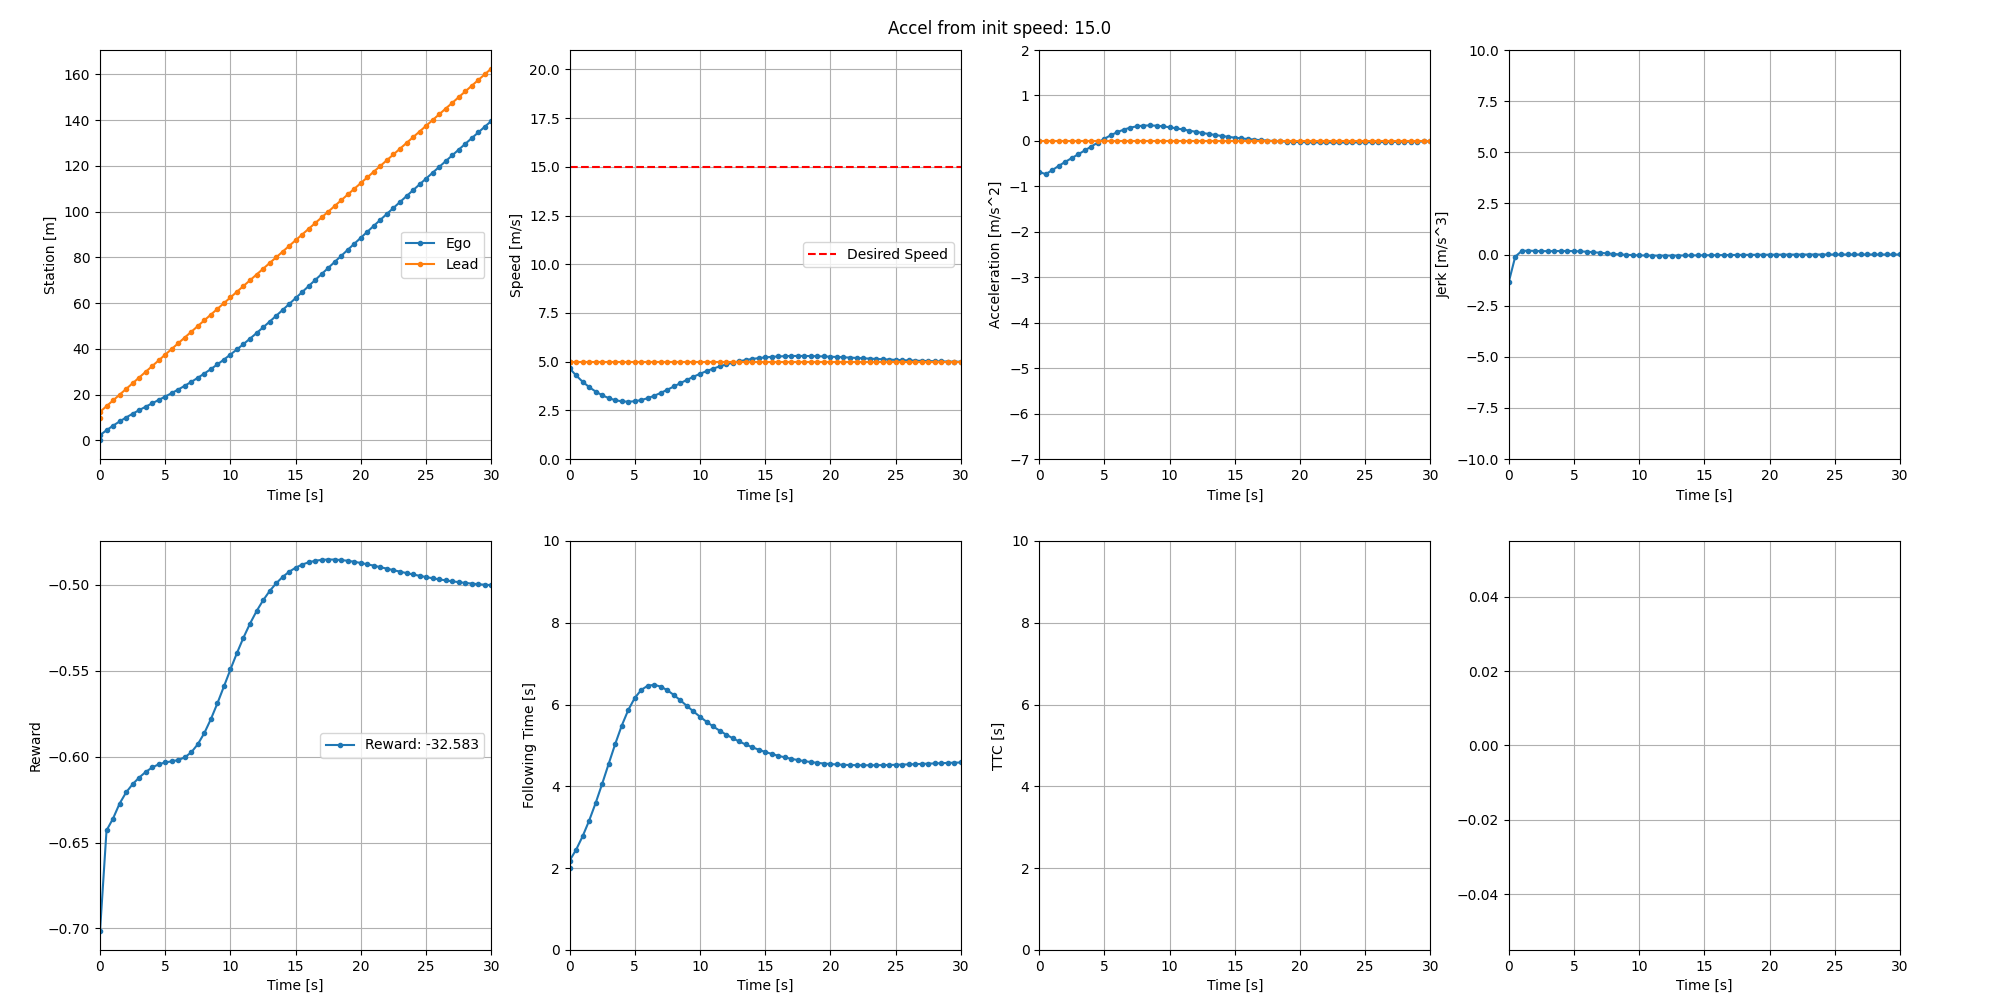 Accel from init speed: 15.0
160
140
120
100
80
60
40
20
0
Station [m]
Ego
Lead
0 5 10 15 20 25 30
Time [s]
20.0
17.5
15.0
12.5
10.0
7.5
5.0
2.5
0.0
Speed [m/s]
Desired Speed
0 5 10 15 20 25 30
Time [s]
2
1
0
−1
−2
−3
−4
−5
−6
−7
Acceleration [m/s^2]
0 5 10 15 20 25 30
Time [s]
10.0
7.5
5.0
2.5
0.0
−2.5
−5.0
−7.5
−10.0
Jerk [m/s^3]
0 5 10 15 20 25 30
Time [s]
−0.50
−0.55
−0.60
−0.65
−0.70
Reward
Reward: -32.583
0 5 10 15 20 25 30
Time [s]
10
8
6
4
2
0
Following Time [s]
0 5 10 15 20 25 30
Time [s]
10
8
6
4
2
0
TTC [s]
0 5 10 15 20 25 30
Time [s]
0.04
0.02
0.00
−0.02
−0.04
0 5 10 15 20 25 30
Time [s]